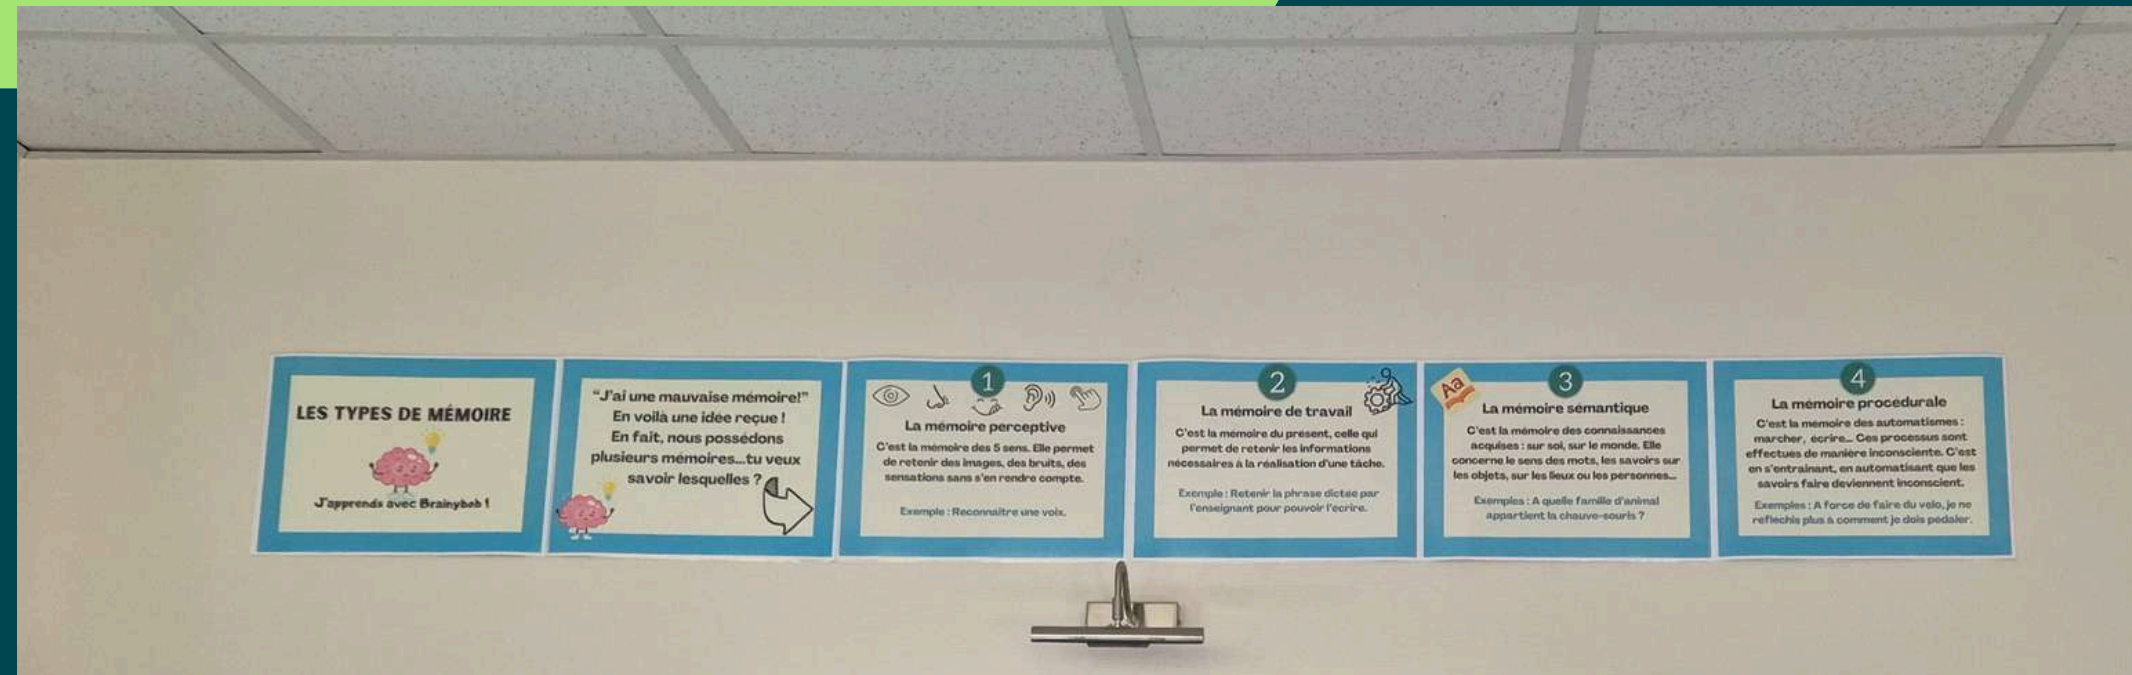 LES TYPES DE MÉMOIRE
J'apprends avec Brainybob !
“J'ai une mauvaise mémoire!”
En voilà une idée reçue !
En fait, nous possédons
plusieurs mémoires...tu veux
savoir lesquelles ?
1
La mémoire perceptive
C'est la mémoire des 5 sens. Elle permet
de retenir des images, des bruits, des
sensations sans s'en rendre compte.
Exemple : Reconnaître une voix.
2
La mémoire de travail
C'est la mémoire du présent, celle qui
permet de retenir les informations
nécessaires à la réalisation d'une tâche.
Exemple : Retenir la phrase dictée par
l'enseignant pour pouvoir l'écrire.
Aa
3
La mémoire sémantique
C'est la mémoire des connaissances
acquises : sur soi, sur le monde. Elle
concerne le sens des mots, les savoirs sur
les objets, sur les lieux ou les personnes...
Exemples : A quelle famille d'animal
appartient la chauve-souris ?
4
La mémoire procédurale
C'est la mémoire des automatismes :
marcher, écrire... Ces processus sont
effectués de manière inconsciente. C'est
en s'entraînant, en automatisant que les
savoirs faire deviennent inconscient.
Exemples : A force de faire du vélo, je ne
réfléchis plus à comment je dois pédaler.